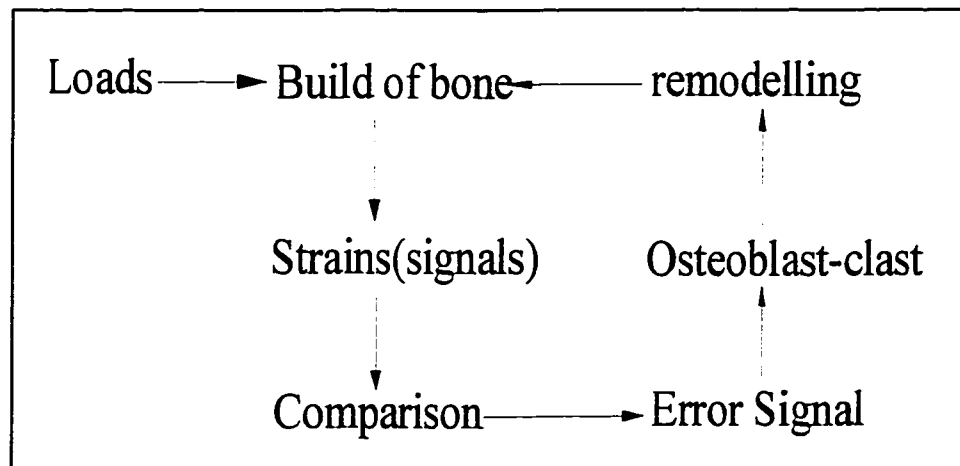 Loads Build of bone remodelling
Strains(signals) Osteoblast-clast
Comparison Error Signal